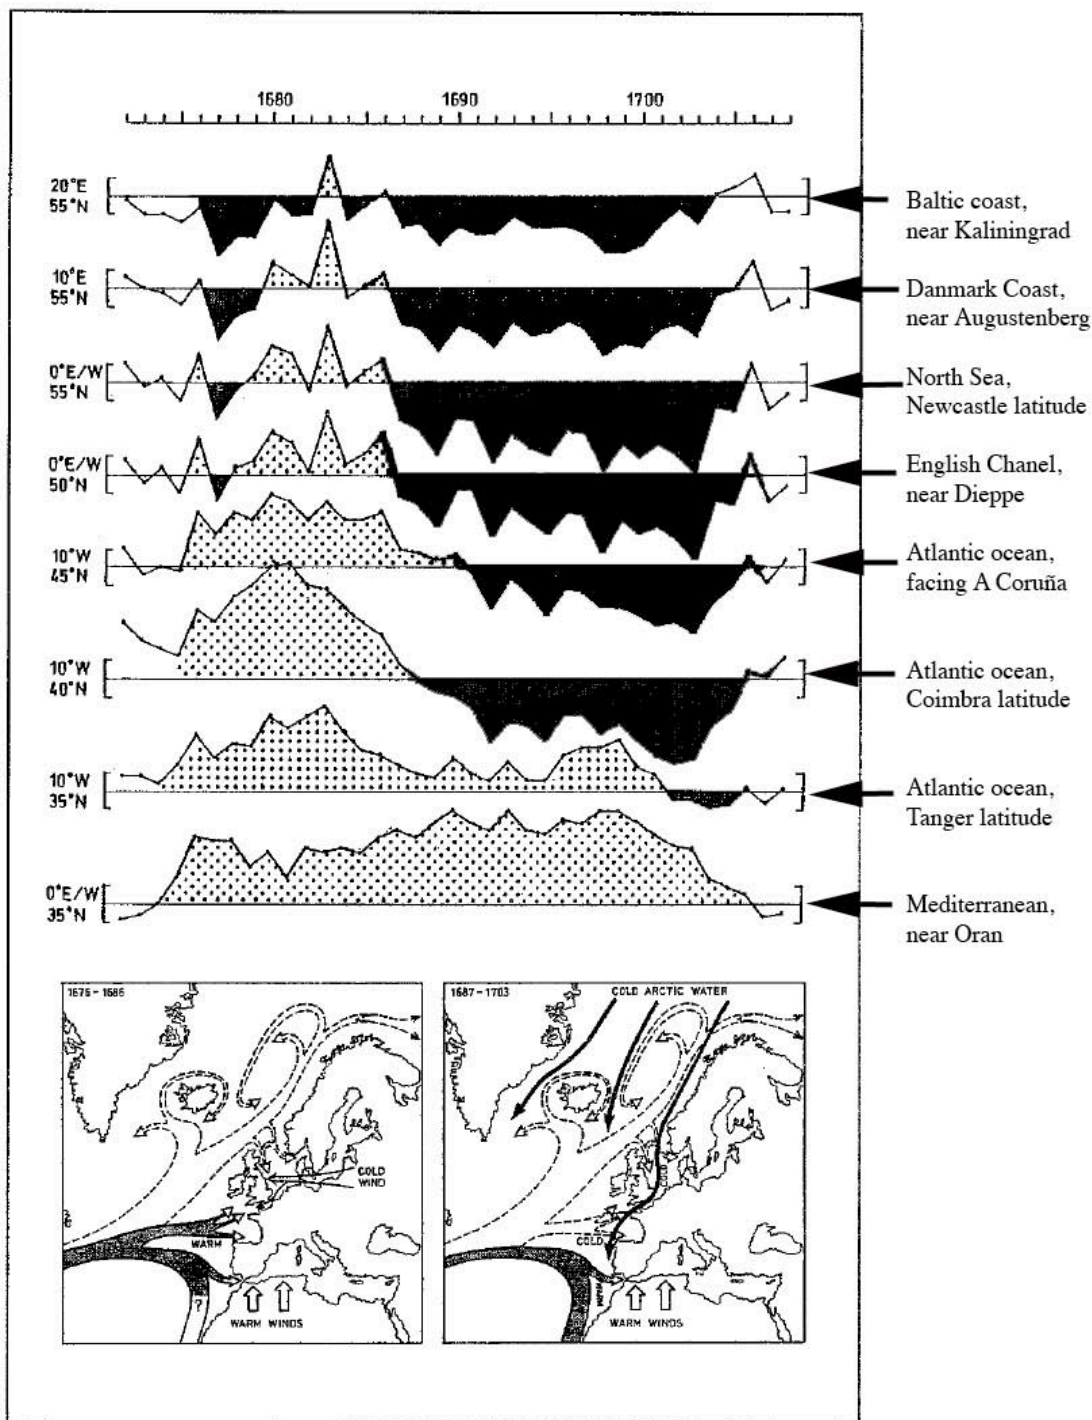 1680 1690 1700
20°E
55°N
Baltic coast,
near Kaliningrad
10°E
55°N
Danmark Coast,
near Augustenberg
0°E/W
55°N
North Sea,
Newcastle latitude
0°E/W
50°N
English Chanel,
near Dieppe
10°W
45°N
Atlantic ocean,
facing A Coruña
10°W
40°N
Atlantic ocean,
Coimbra latitude
10°W
35°N
Atlantic ocean,
Tanger latitude
0°E/W
35°N
Mediterranean,
near Oran
1675-1686
COLD
WIND
WARM
?
WARM WINDS
1687-1703
COLD ARCTIC WATER
COLD
COLD
WARM WINDS